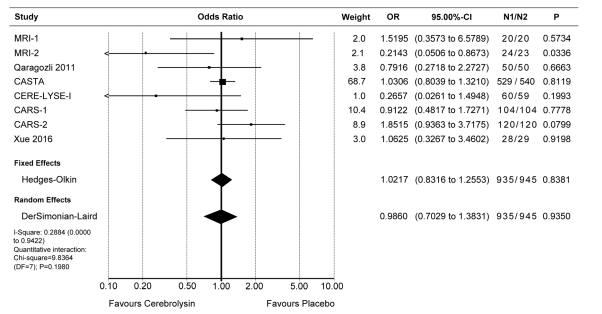 Study Odds Ratio Weight OR 95.00%-CI N1/N2 P
MRI-1 2.0 1.5195 (0.3573 to 6.5789) 20/20 0.5734
MRI-2 2.1 0.2143 (0.0506 to 0.8673) 24/23 0.0336
Qaragozli 2011 3.8 0.7916 (0.2718 to 2.2727) 50/50 0.6663
CASTA 68.7 1.0306 (0.8039 to 1.3210) 529/540 0.8119
CERE-LYSE-I 1.0 0.2657 (0.0261 to 1.4948) 60/59 0.1993
CARS-1 10.4 0.9122 (0.4817 to 1.7271) 104/104 0.7778
CARS-2 8.9 1.8515 (0.9363 to 3.7175) 120/120 0.0799
Xue 2016 3.0 1.0625 (0.3267 to 3.4602) 28/29 0.9198
Fixed Effects
Hedges-Olkin 1.0217 (0.8316 to 1.2553) 935/945 0.8381
Random Effects
DerSimonian-Laird 0.9860 (0.7029 to 1.3831) 935/945 0.9350
I-Square: 0.2884 (0.0000
to 0.9422)
Quantitative interaction:
Chi-square=9.8364
(DF=7); P=0.1980
0.10 0.20 0.50 1.00 2.00 5.00 10.00
Favours Cerebrolysin Favours Placebo